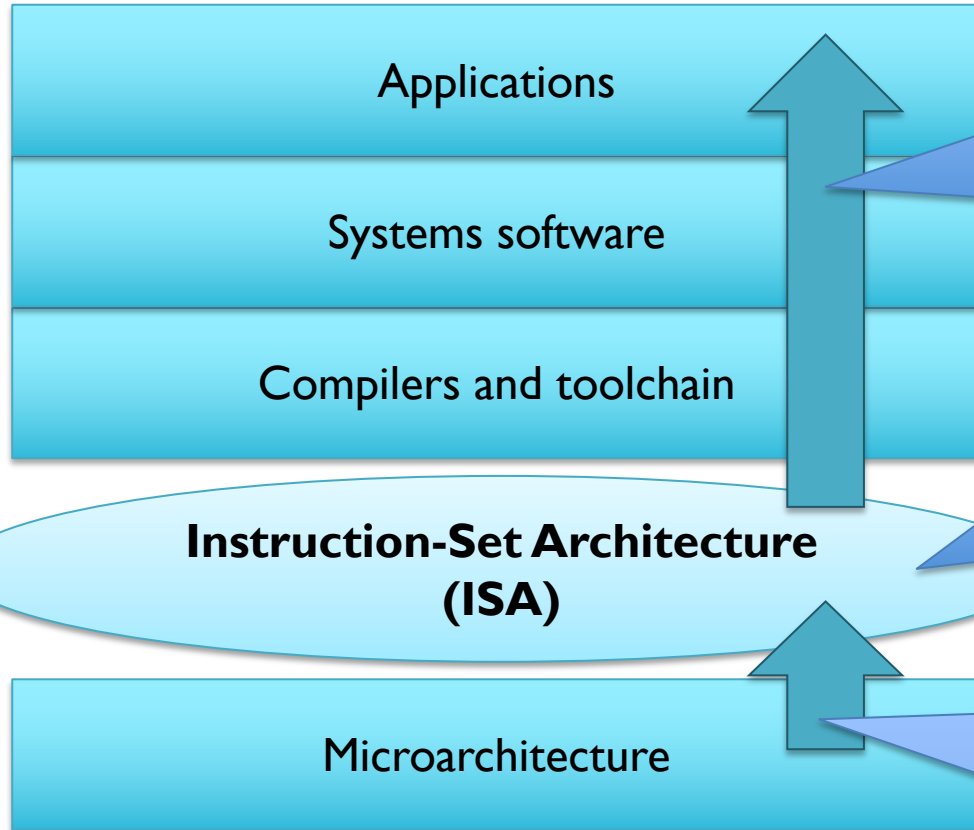 Applications
Systems software
Compilers and toolchain
Instruction-Set Architecture
(ISA)
Microarchitecture